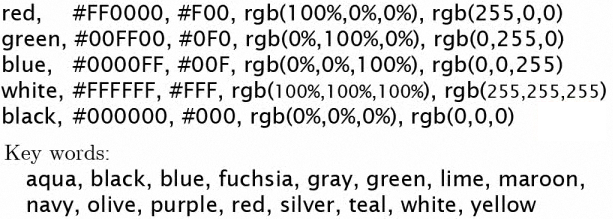 red, #FF0000, #F00, rgb(100%,0%,0%), rgb(255,0,0)
green, #00FF00, #0F0, rgb(0%,100%,0%), rgb(0,255,0)
blue, #0000FF, #00F, rgb(0%,0%,100%), rgb(0,0,255)
white, #FFFFFF, #FFF, rgb(100%,100%,100%), rgb(255,255,255)
black, #000000, #000, rgb(0%,0%,0%), rgb(0,0,0)
Key words:
aqua, black, blue, fuchsia, gray, green, lime, maroon,
navy, olive, purple, red, silver, teal, white, yellow